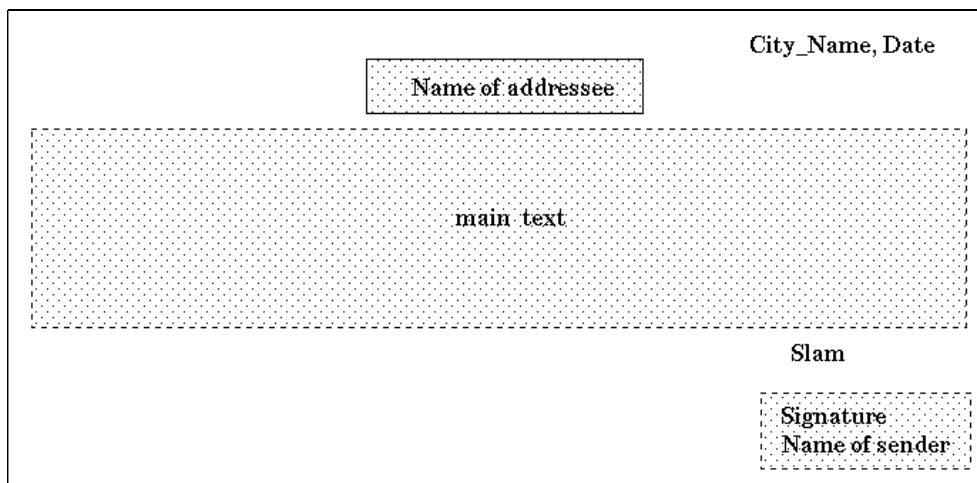 City_Name, Date
Name of addressee
main text
Slam
Signature
Name of sender